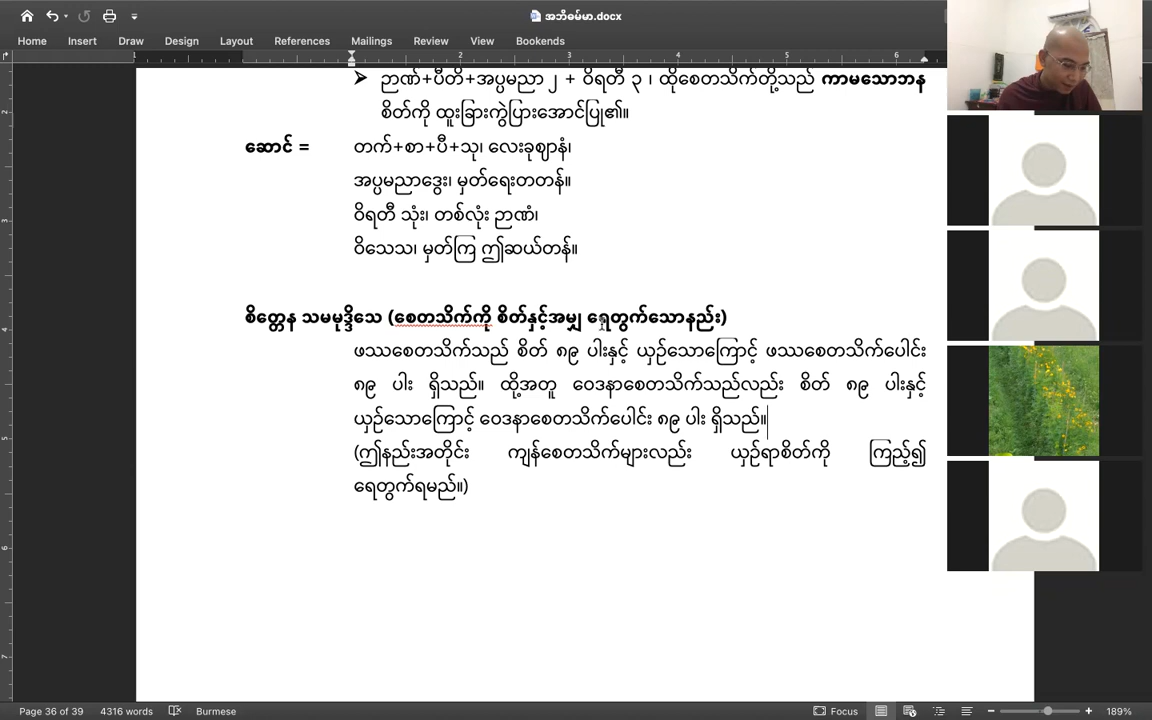 အဘိဓမ်မာ.docx
Home Insert Draw Design Layout References Mailings Review View Bookends
➤ ဉာဏ်+ပီတိ+အပ္ပမညာ ၂ + ဝိရတီ ၃ ၊ ထိုစေတသိက်တို့သည် ကာမသောဘန
စိတ်ကို ထူးခြားကွဲပြားအောင်ပြု၏။
ဆောင် = တက်+စာ+ပီ+သု၊ လေးခုဈာနံ၊
အပ္ပမညာဒွေး၊ မှတ်ရေးတတန်။
ဝိရတီ သုံး၊ တစ်လုံး ဉာဏံ၊
ဝိသေသ၊ မှတ်ကြ ဤဆယ်တန်။
စိတ္တေန သမမုဒ္ဒိသေ (စေတသိက်ကို စိတ်နှင့်အမျှ ရှေတွက်သောနည်း)
ဖဿစေတသိက်သည် စိတ် ၈၉ ပါးနှင့် ယှဉ်သောကြောင့် ဖဿစေတသိက်ပေါင်း
၈၉ ပါး ရှိသည်။ ထို့အတူ ဝေဒနာစေတသိက်သည်လည်း စိတ် ၈၉ ပါးနှင့်
ယှဉ်သောကြောင့် ဝေဒနာစေတသိက်ပေါင်း ၈၉ ပါး ရှိသည်။
(ဤနည်းအတိုင်း ကျန်စေတသိက်များလည်း ယှဉ်ရာစိတ်ကို ကြည့်၍
ရေတွက်ရမည်။)
Page 36 of 39 4316 words Burmese Focus 189%